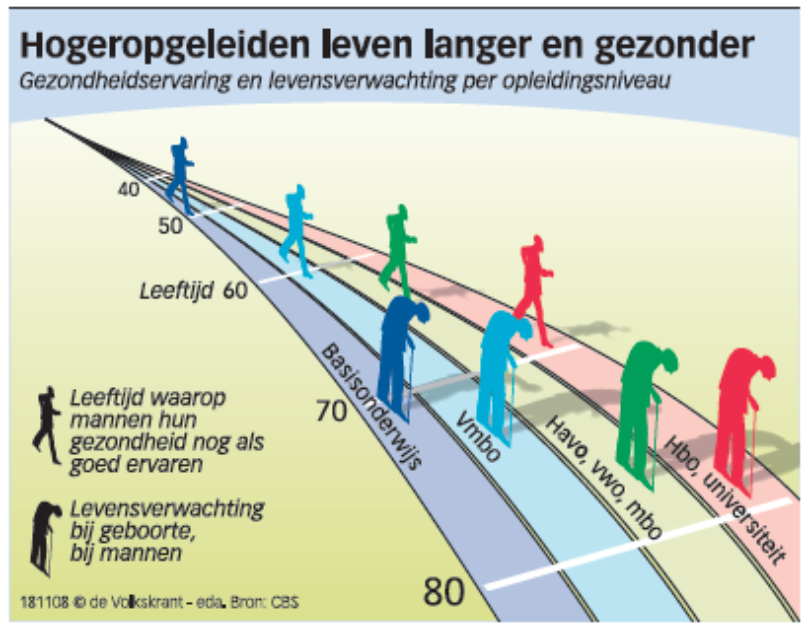 Hogeropgeleiden leven langer en gezonder
Gezondheidservaring en levensverwachting per opleidingsniveau
40
50
Leeftijd 60
70
80
Basisonderwijs
Vmbo
Havo, vwo, mbo
Hbo, universiteit
Leeftijd waarop
mannen hun
gezondheid nog als
goed ervaren
Levensverwachting
bij geboorte,
bij mannen
181108 © de Volkskrant - eda. Bron: CBS